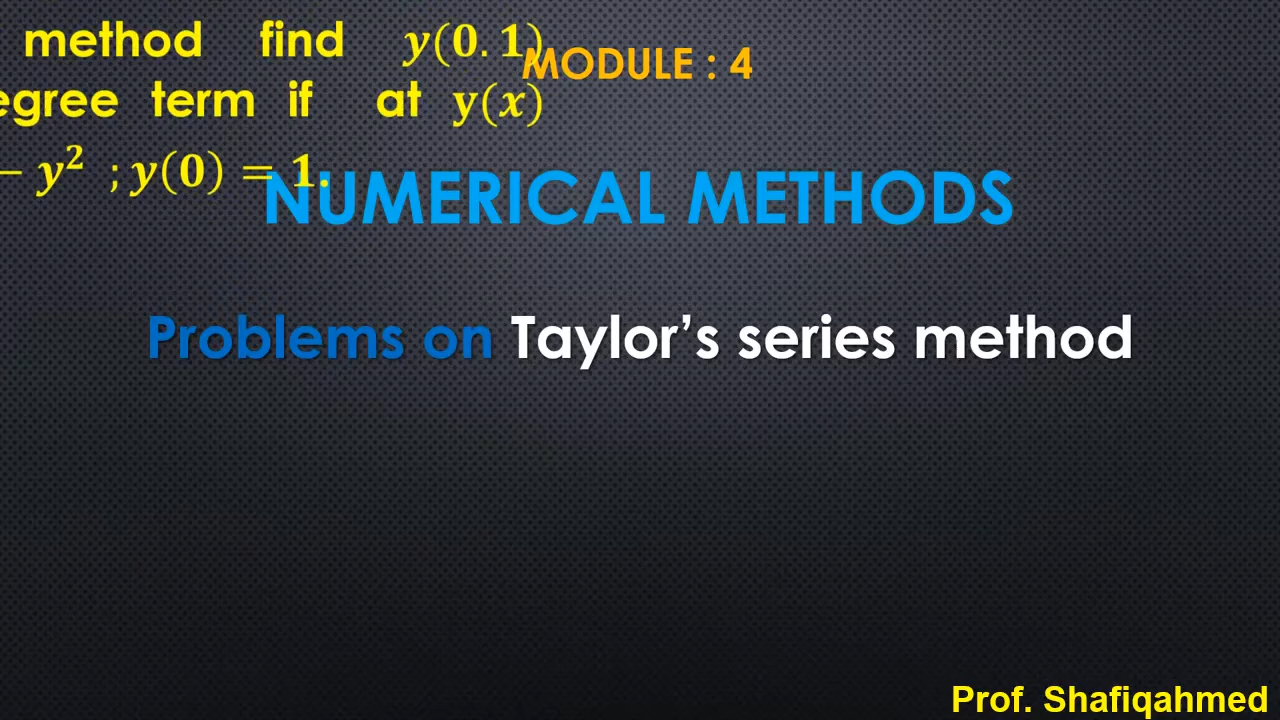 method find 𝒚(𝟎.𝟏)
egree term if at y(𝒙)
− 𝒚² ; 𝒚(𝟎) = 𝟏.
MODULE : 4
NUMERICAL METHODS
Problems on Taylor’s series method
Prof. Shafiqahmed